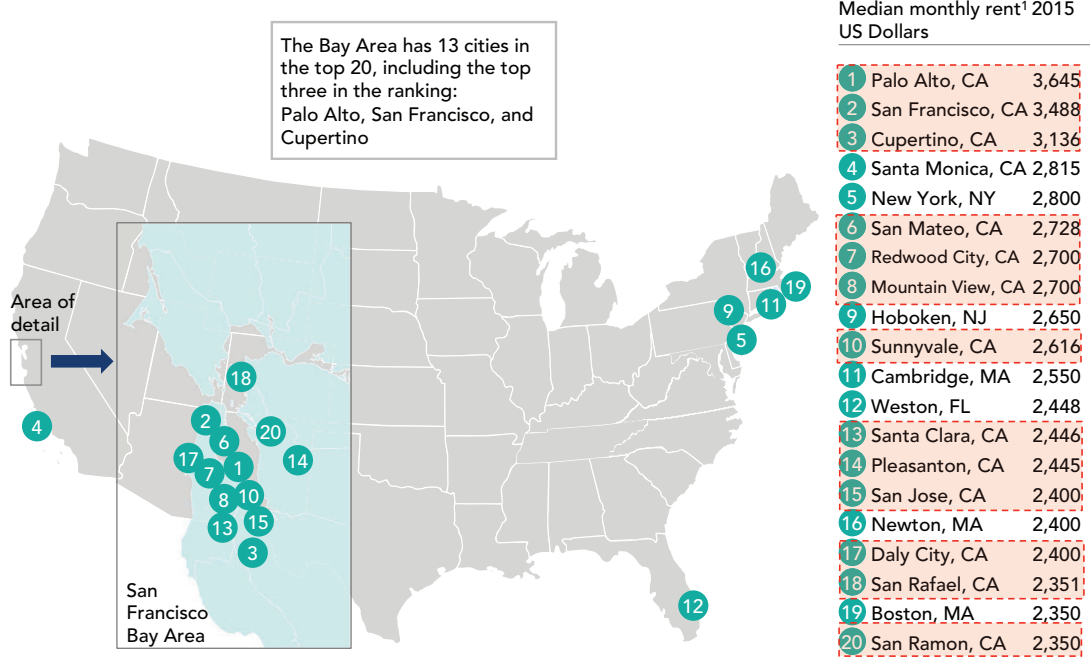 The Bay Area has 13 cities in
the top 20, including the top
three in the ranking:
Palo Alto, San Francisco, and
Cupertino
Median monthly rent¹ 2015
US Dollars
1 Palo Alto, CA 3,645
2 San Francisco, CA 3,488
3 Cupertino, CA 3,136
4 Santa Monica, CA 2,815
5 New York, NY 2,800
6 San Mateo, CA 2,728
7 Redwood City, CA 2,700
8 Mountain View, CA 2,700
9 Hoboken, NJ 2,650
10 Sunnyvale, CA 2,616
11 Cambridge, MA 2,550
12 Weston, FL 2,448
13 Santa Clara, CA 2,446
14 Pleasanton, CA 2,445
15 San Jose, CA 2,400
16 Newton, MA 2,400
17 Daly City, CA 2,400
18 San Rafael, CA 2,351
19 Boston, MA 2,350
20 San Ramon, CA 2,350
Area of
detail
4
18
2
20
6
17
14
1
7
10
8
15
13
3
San
Francisco
Bay Area
16
19
11
9
5
12